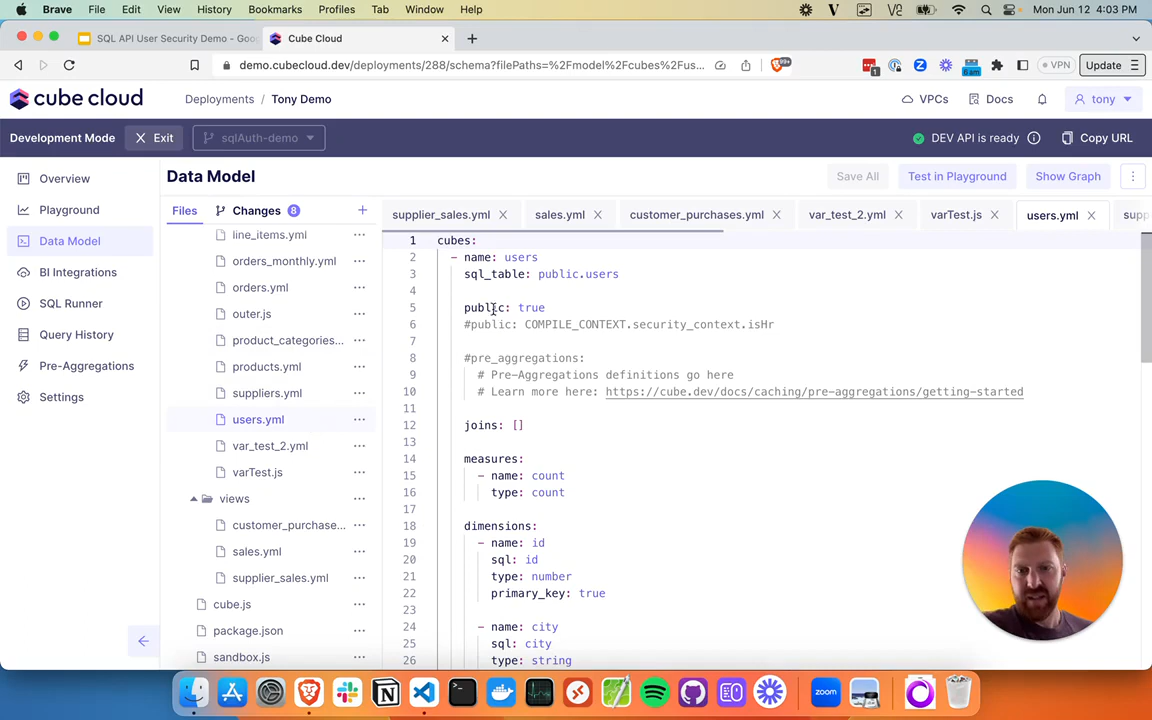 Brave File Edit View History Bookmarks Profiles Tab Window Help Mon Jun 12 4:03 PM
SQL API User Security Demo - Goo
Cube Cloud
demo.cubecloud.dev/deployments/288/schema?filePaths=%2Fmodel%2Fcubes%2Fus...
99+
1
6 am
VPN
Update
cube cloud
Deployments / Tony Demo
VPCs
Docs
tony
Development Mode
Exit
sqlAuth-demo
DEV API is ready
Copy URL
Overview
Playground
Data Model
BI Integrations
SQL Runner
Query History
Pre-Aggregations
Settings
Data Model
Save All
Test in Playground
Show Graph
Files
Changes 8
line_items.yml
orders_monthly.yml
orders.yml
outer.js
product_categories...
products.yml
suppliers.yml
users.yml
var_test_2.yml
varTest.js
views
customer_purchase...
sales.yml
supplier_sales.yml
cube.js
package.json
sandbox.js
supplier_sales.yml
sales.yml
customer_purchases.yml
var_test_2.yml
varTest.js
users.yml
supp
1 cubes:
2 - name: users
3 sql_table: public.users
4
5 public: true
6 #public: COMPILE_CONTEXT.security_context.isHr
7
8 #pre_aggregations:
9 # Pre-Aggregations definitions go here
10 # Learn more here: https://cube.dev/docs/caching/pre-aggregations/getting-started
11
12 joins: []
13
14 measures:
15 - name: count
16 type: count
17
18 dimensions:
19 - name: id
20 sql: id
21 type: number
22 primary_key: true
23
24 - name: city
25 sql: city
26 type: string
zoom